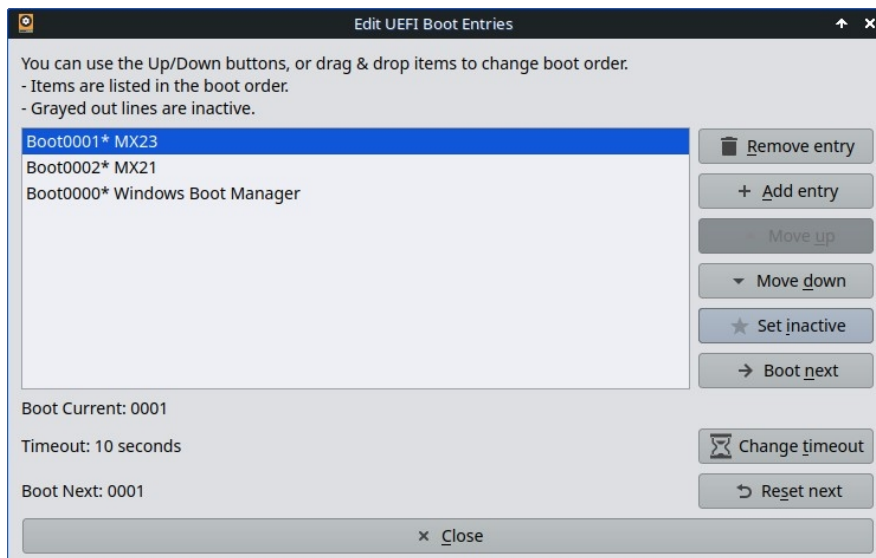 Edit UEFI Boot Entries
You can use the Up/Down buttons, or drag & drop items to change boot order.
- Items are listed in the boot order.
- Grayed out lines are inactive.
Boot0001* MX23
Boot0002* MX21
Boot0000* Windows Boot Manager
Remove entry
+ Add entry
Move up
Move down
Set inactive
Boot next
Boot Current: 0001
Timeout: 10 seconds
Change timeout
Boot Next: 0001
Reset next
Close